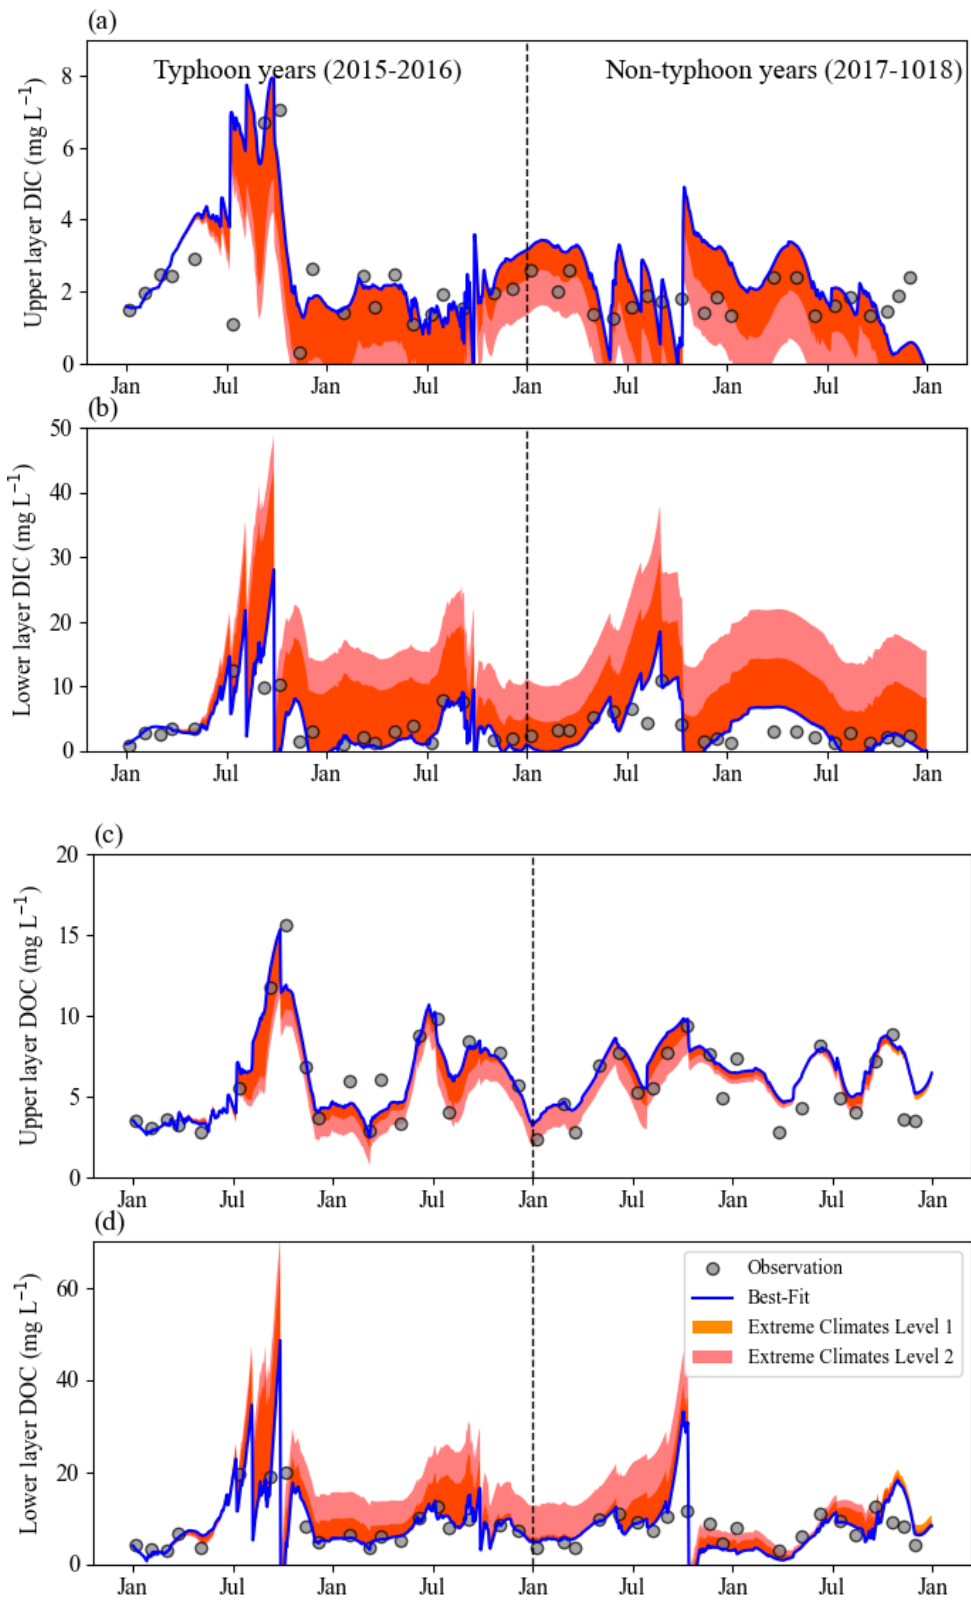 (a)
Typhoon years (2015-2016)
Non-typhoon years (2017-1018)
Upper layer DIC (mg L⁻¹)
8
6
4
2
0
Jan Jul Jan Jul Jan Jul Jan Jul Jan
(b)
Lower layer DIC (mg L⁻¹)
50
40
30
20
10
0
Jan Jul Jan Jul Jan Jul Jan Jul Jan
(c)
Upper layer DOC (mg L⁻¹)
20
15
10
5
0
Jan Jul Jan Jul Jan Jul Jan Jul Jan
(d)
Lower layer DOC (mg L⁻¹)
60
40
20
0
Observation
Best-Fit
Extreme Climates Level 1
Extreme Climates Level 2
Jan Jul Jan Jul Jan Jul Jan Jul Jan